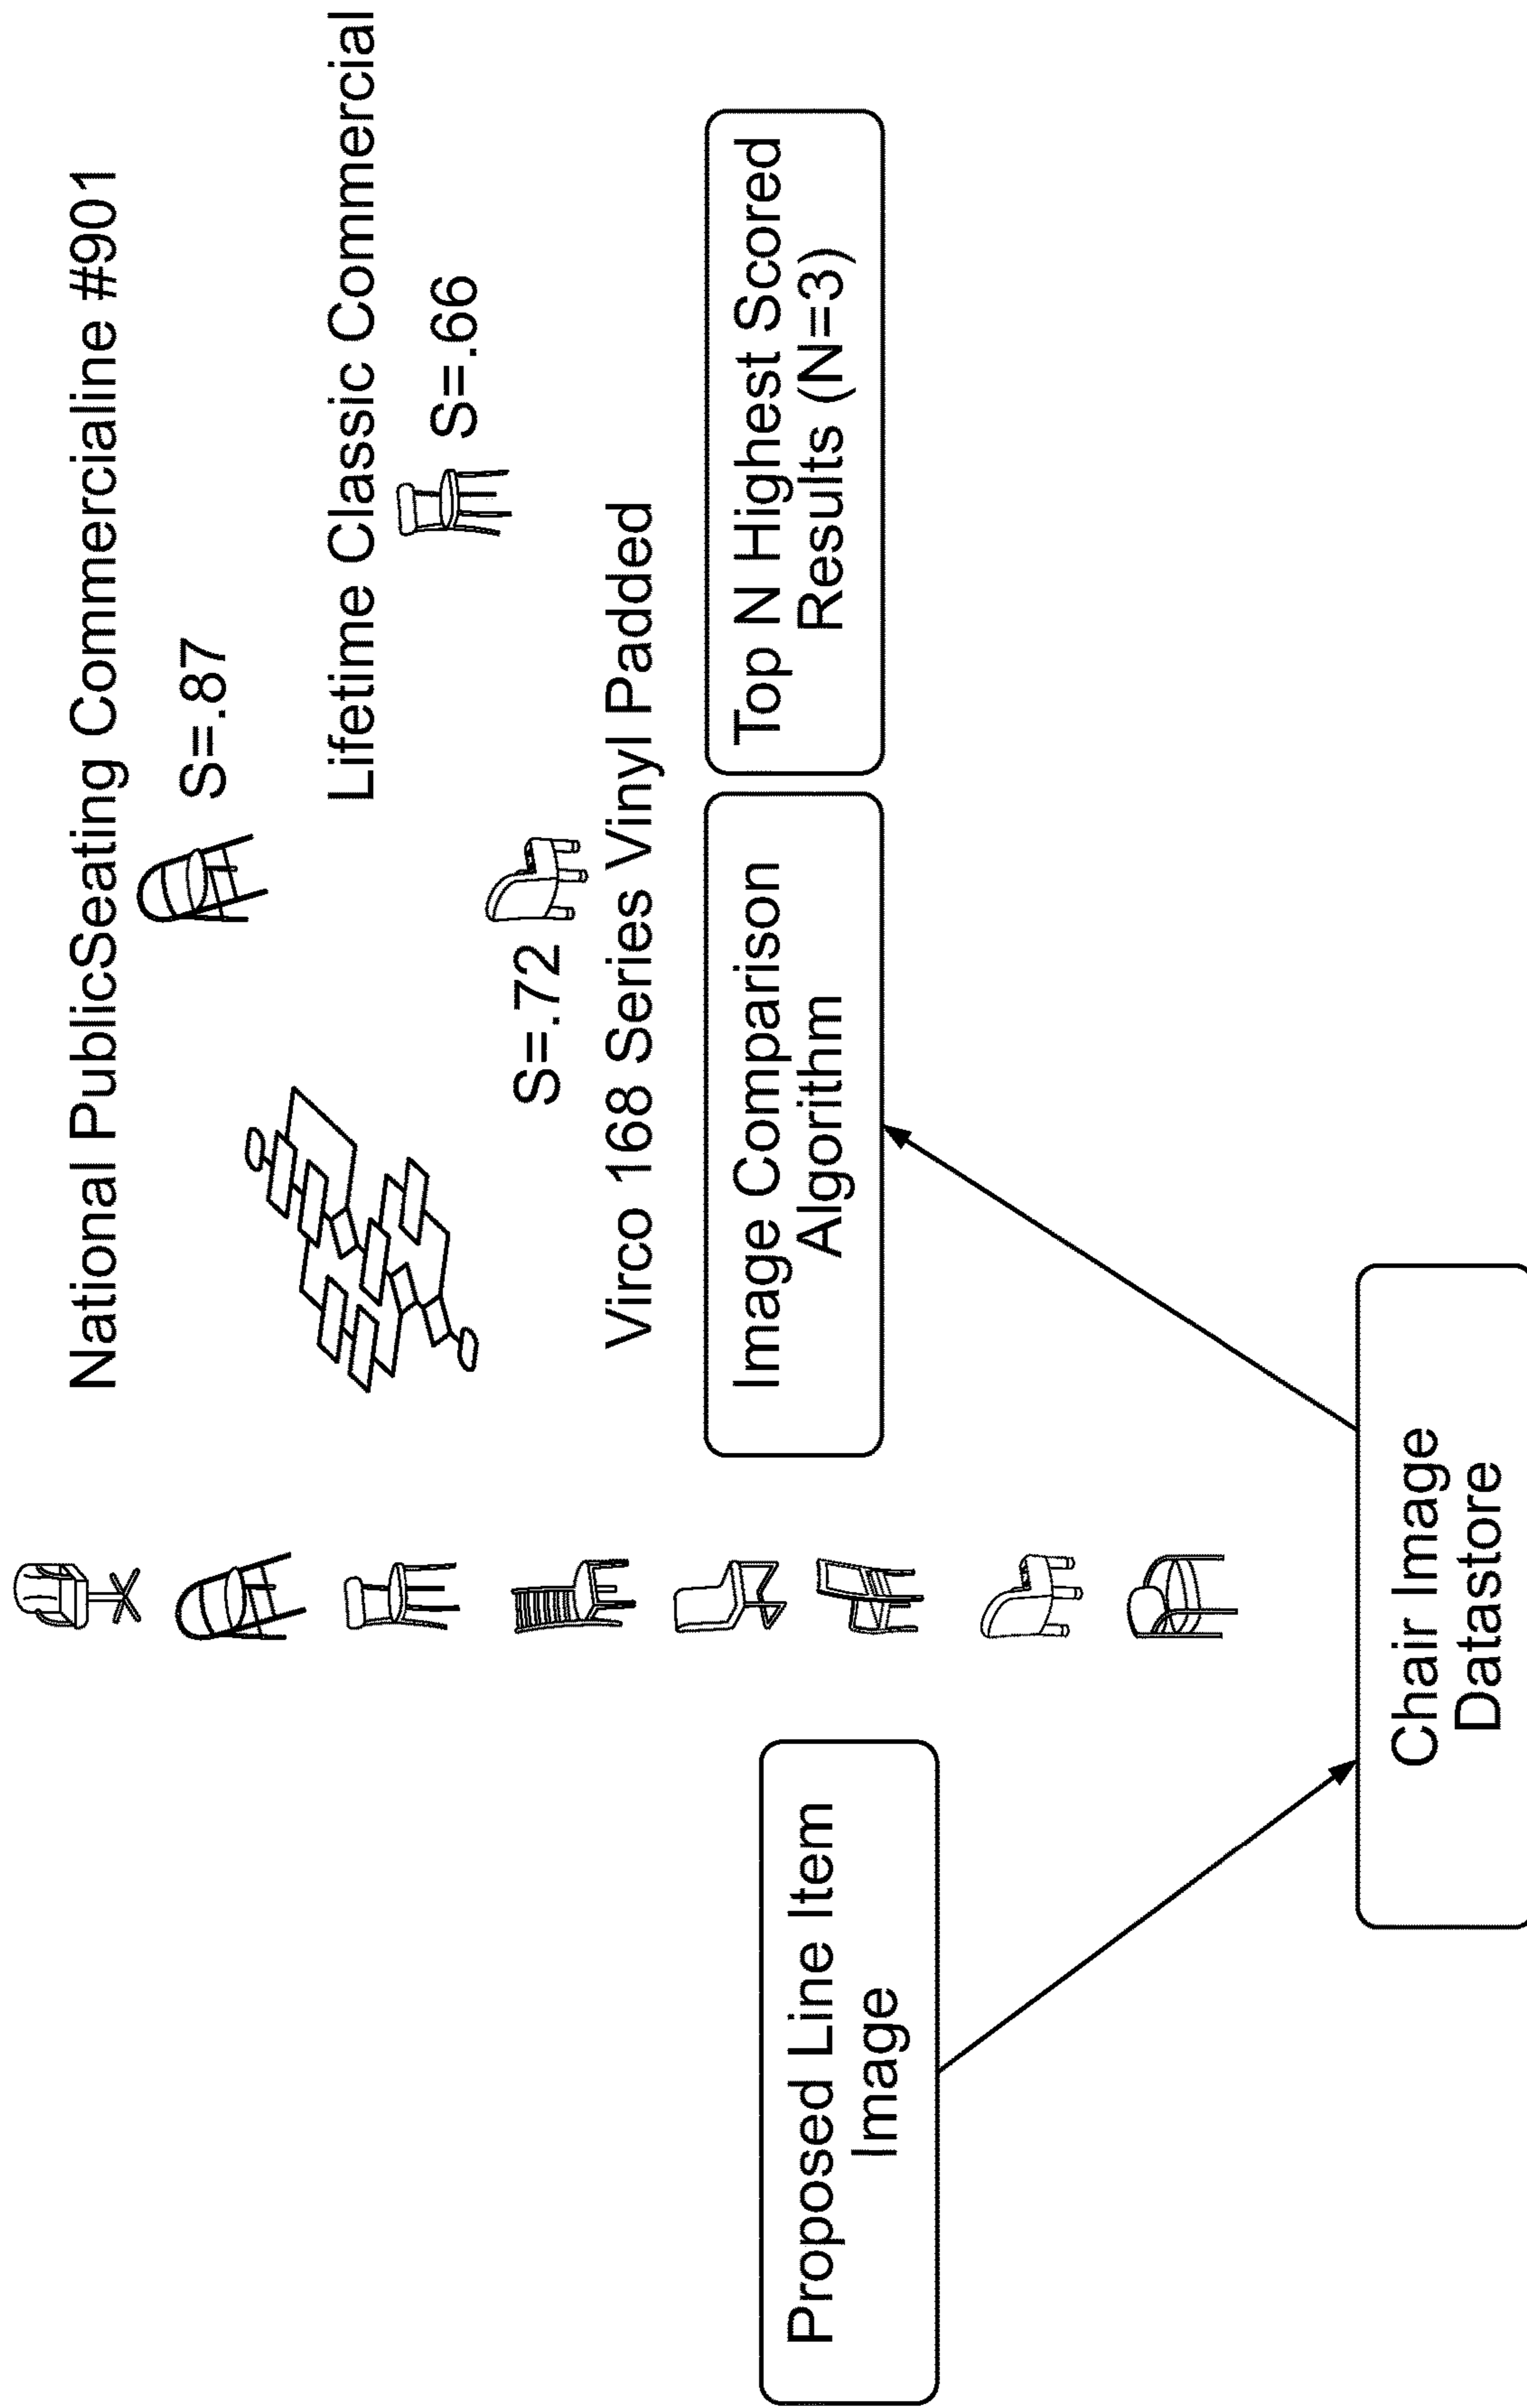 National PublicSeating Commercialine #901
S=.87
Lifetime Classic Commercial
S=.66
S=.72
Virco 168 Series Vinyl Padded
Proposed Line Item
Image
Image Comparison
Algorithm
Top N Highest Scored
Results (N=3)
Chair Image
Datastore